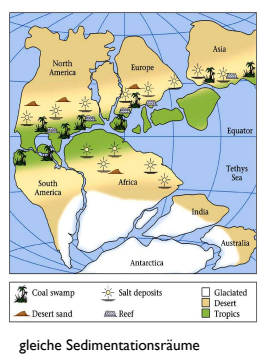 Asia
North
America
Europe
Equator
Tethys
Sea
South
America
Africa
India
Australia
Antarctica
Coal swamp
Salt deposits
Glaciated
Desert
Desert sand
Reef
Tropics
gleiche Sedimentationsräume